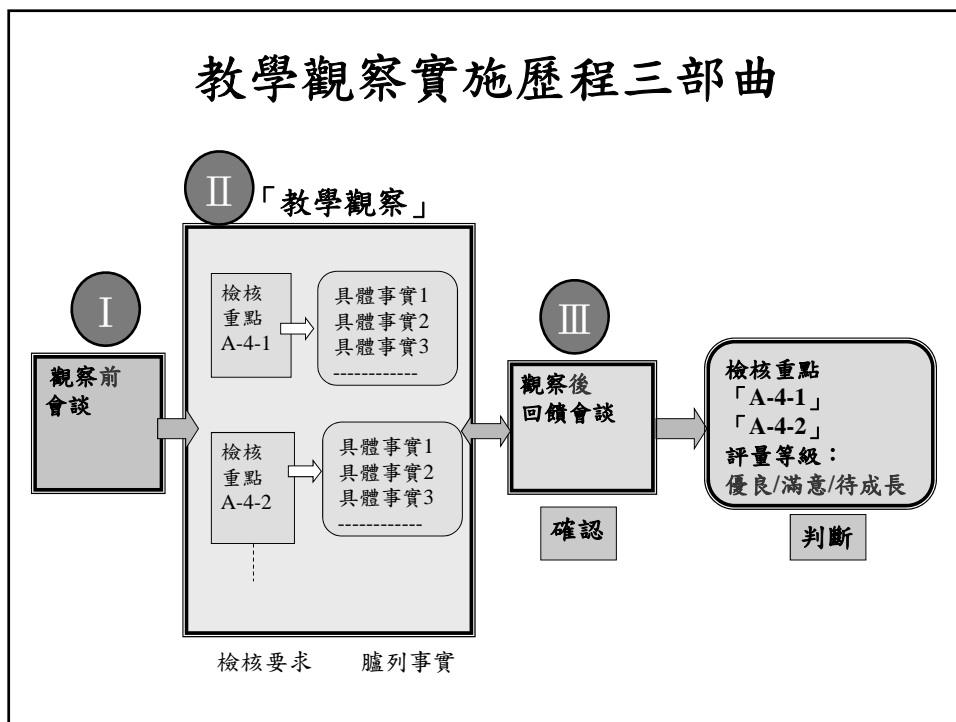 教學觀察實施歷程三部曲
Ⅰ
觀察前
會談
Ⅱ
「教學觀察」
檢核
重點
A-4-1
具體事實1
具體事實2
具體事實3
-------------
檢核
重點
A-4-2
具體事實1
具體事實2
具體事實3
-------------
檢核要求
臚列事實
Ⅲ
觀察後
回饋會談
確認
檢核重點
「A-4-1」
「A-4-2」
評量等級：
優良/滿意/待成長
判斷